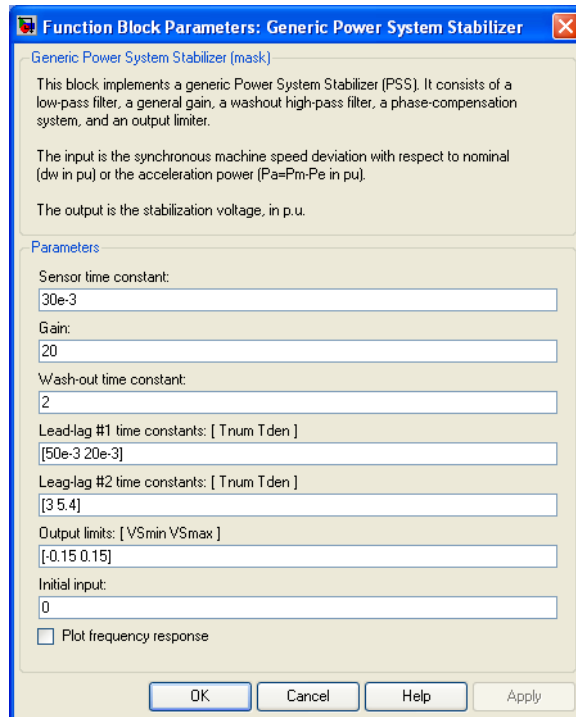 Function Block Parameters: Generic Power System Stabilizer
Generic Power System Stabilizer (mask)
This block implements a generic Power System Stabilizer (PSS). It consists of a
low-pass filter, a general gain, a washout high-pass filter, a phase-compensation
system, and an output limiter.
The input is the synchronous machine speed deviation with respect to nominal
(dw in pu) or the acceleration power (Pa=Pm-Pe in pu).
The output is the stabilization voltage, in p.u.
Parameters
Sensor time constant:
30e-3
Gain:
20
Wash-out time constant:
2
Lead-lag #1 time constants: [ Tnum Tden ]
[50e-3 20e-3]
Leag-lag #2 time constants: [ Tnum Tden ]
[3 5.4]
Output limits: [ VSmin VSmax ]
[-0.15 0.15]
Initial input:
0
Plot frequency response
OK Cancel Help Apply